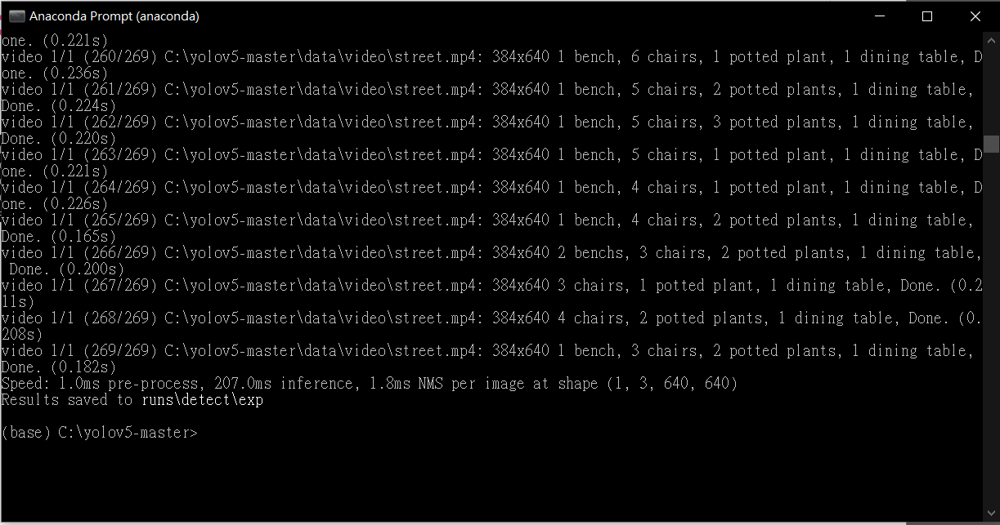 Anaconda Prompt (anaconda)
one. (0.221s)
video 1/1 (260/269) C:\yolov5-master\data\video\street.mp4: 384x640 1 bench, 6 chairs, 1 potted plant, 1 dining table, D
one. (0.236s)
video 1/1 (261/269) C:\yolov5-master\data\video\street.mp4: 384x640 1 bench, 5 chairs, 2 potted plants, 1 dining table,
Done. (0.224s)
video 1/1 (262/269) C:\yolov5-master\data\video\street.mp4: 384x640 1 bench, 5 chairs, 3 potted plants, 1 dining table,
Done. (0.220s)
video 1/1 (263/269) C:\yolov5-master\data\video\street.mp4: 384x640 1 bench, 5 chairs, 1 potted plant, 1 dining table, D
one. (0.221s)
video 1/1 (264/269) C:\yolov5-master\data\video\street.mp4: 384x640 1 bench, 4 chairs, 1 potted plant, 1 dining table, D
one. (0.226s)
video 1/1 (265/269) C:\yolov5-master\data\video\street.mp4: 384x640 1 bench, 4 chairs, 2 potted plants, 1 dining table,
Done. (0.165s)
video 1/1 (266/269) C:\yolov5-master\data\video\street.mp4: 384x640 2 benchs, 3 chairs, 2 potted plants, 1 dining table,
Done. (0.200s)
video 1/1 (267/269) C:\yolov5-master\data\video\street.mp4: 384x640 3 chairs, 1 potted plant, 1 dining table, Done. (0.2
11s)
video 1/1 (268/269) C:\yolov5-master\data\video\street.mp4: 384x640 4 chairs, 2 potted plants, 1 dining table, Done. (0.
208s)
video 1/1 (269/269) C:\yolov5-master\data\video\street.mp4: 384x640 1 bench, 3 chairs, 2 potted plants, 1 dining table,
Done. (0.182s)
Speed: 1.0ms pre-process, 207.0ms inference, 1.8ms NMS per image at shape (1, 3, 640, 640)
Results saved to runs\detect\exp
(base) C:\yolov5-master>